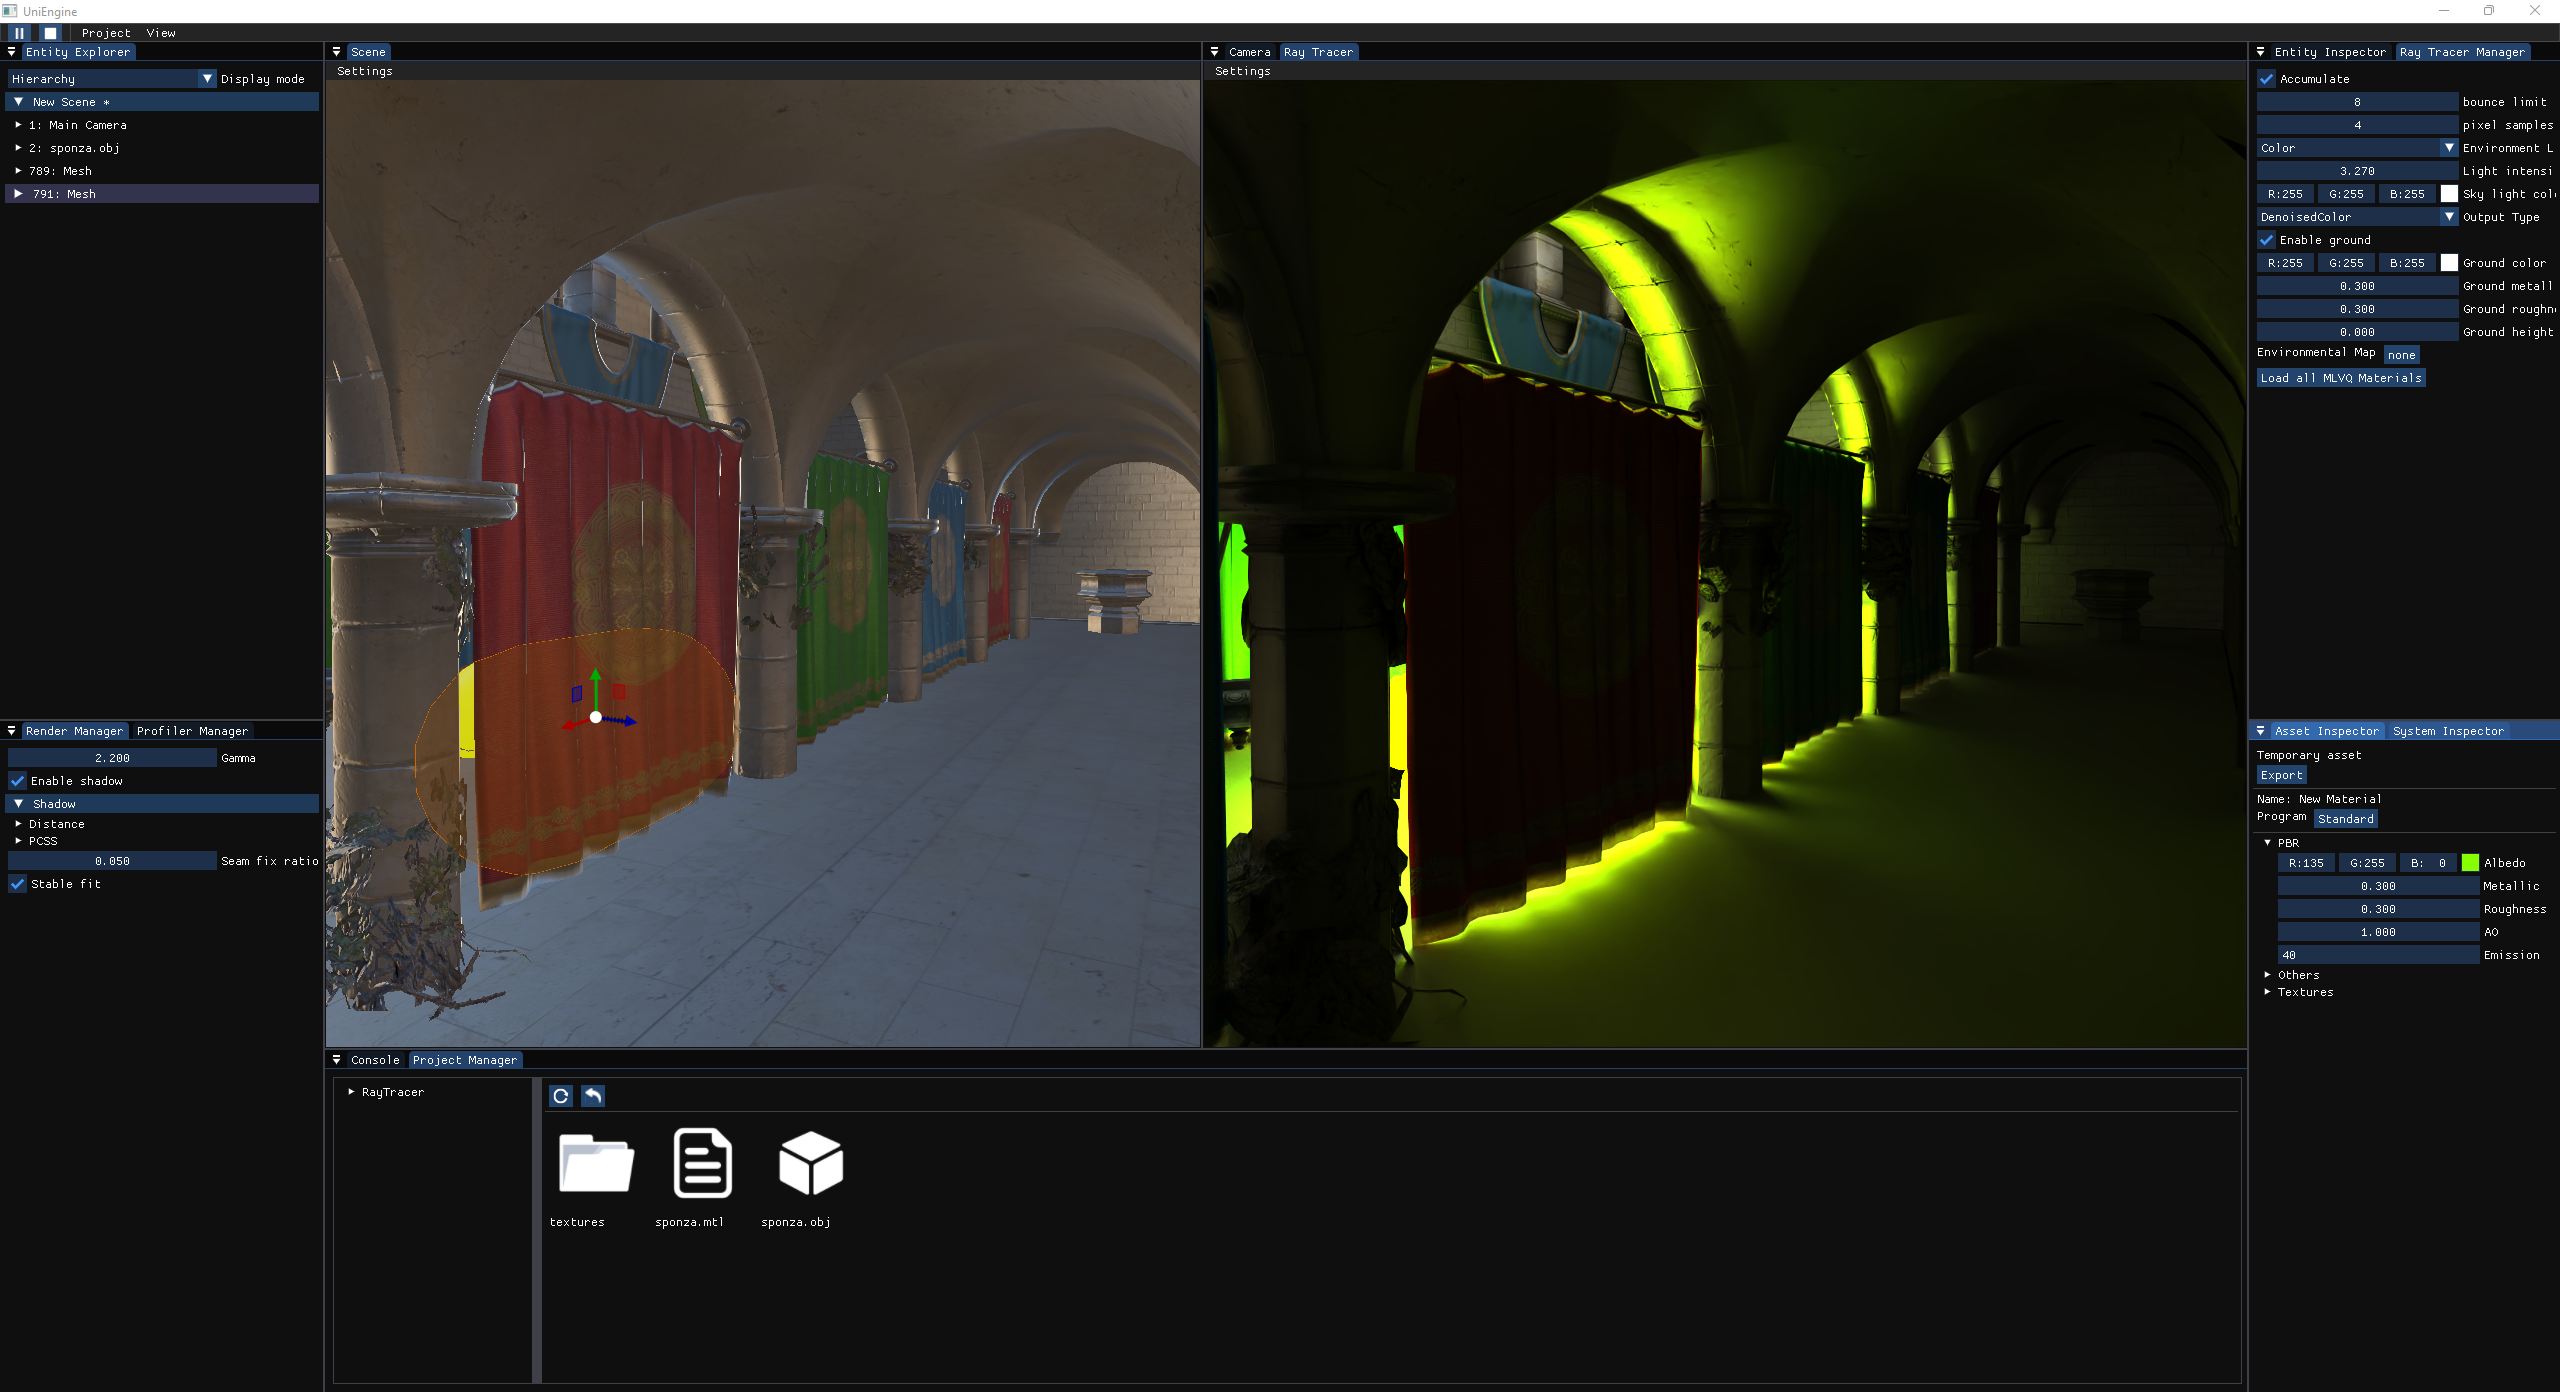 UniEngine
Project View
Entity Explorer
Hierarchy Display mode
New Scene *
1: Main Camera
2: sponza.obj
789: Mesh
791: Mesh
Render Manager Profiler Manager
2.200 Gamma
Enable shadow
Shadow
Distance
PCSS
0.050 Seam fix ratio
Stable fit
Scene
Settings
Camera Ray Tracer
Settings
Console Project Manager
RayTracer
textures sponza.mtl sponza.obj
Entity Inspector Ray Tracer Manager
Accumulate
8 bounce limit
4 pixel samples
Color Environment L
3.270 Light intensi
R:255 G:255 B:255 Sky light col
DenoisedColor Output Type
Enable ground
R:255 G:255 B:255 Ground color
0.300 Ground metall
0.300 Ground roughn
0.000 Ground height
Environmental Map none
Load all MLVQ Materials
Asset Inspector System Inspector
Temporary asset
Export
Name: New Material
Program Standard
PBR
R:135 G:255 B: 0 Albedo
0.300 Metallic
0.300 Roughness
1.000 AO
40 Emission
Others
Textures